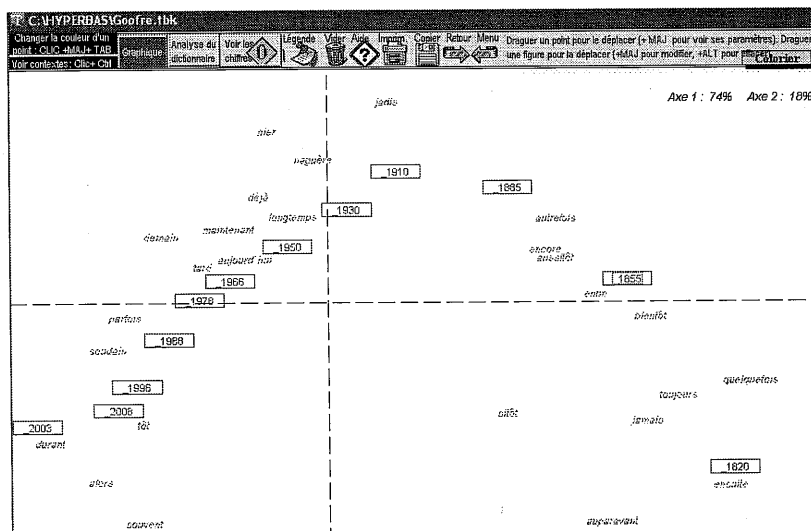 C:\HYPERBAS\Goofre.tbk
Changer la couleur d'un
point : CLIC +MAJ+ TAB
Voir contextes: Clic+ Ctrl
Graphique
Analyse du
dictionnaire
Voir les
chiffres
0
Légende
Vider
Aide
?
Imprim.
Copier
Retour
Menu
Draguer un point pour le déplacer (+ MAJ pour voir ses paramètres). Draguer
une figure pour la déplacer (+MAJ pour modifier, +ALT pour effacer)
Colorier
jadis
Axe 1 : 74% Axe 2 : 18%
hier
naguère
_1910
_1865
déjà
longtemps
_1930
autrefois
demain
maintenant
_1950
encore
aujourd'hui
aussitôt
tard
_1966
_1855
enfin
_1978
parfois
bientôt
_1988
soudain
quelquefois
_1996
toujours
_2008
plutôt
jamais
_2003
tôt
durant
_1820
alors
ensuite
souvent
auparavant